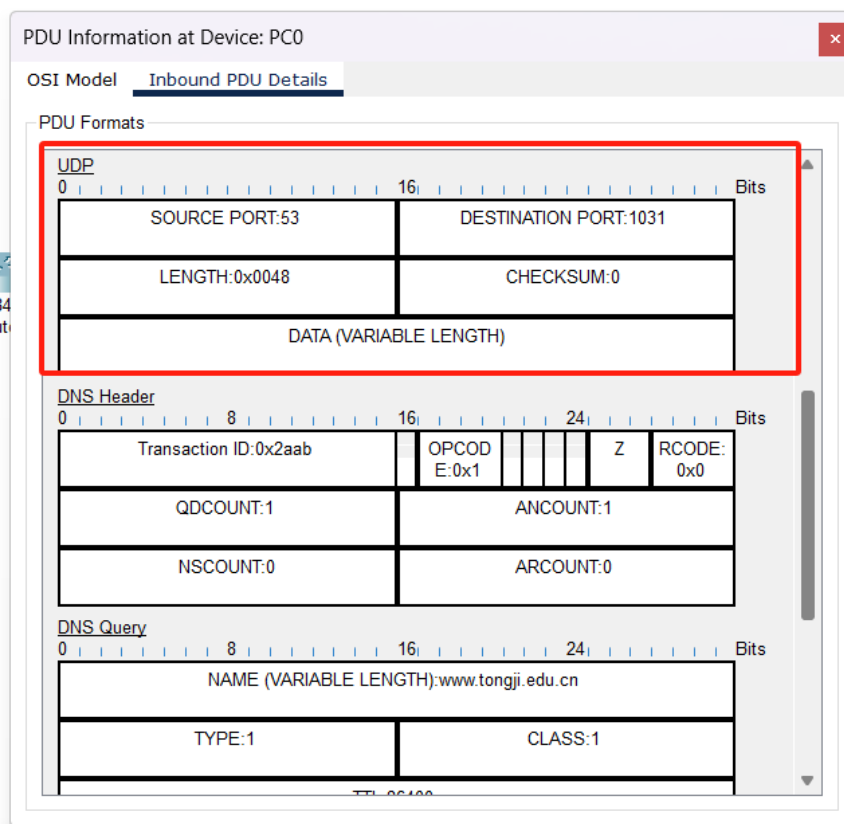 PDU Information at Device: PC0
×
OSI Model Inbound PDU Details
PDU Formats
UDP
0 16 Bits
SOURCE PORT:53 DESTINATION PORT:1031
LENGTH:0x0048 CHECKSUM:0
DATA (VARIABLE LENGTH)
DNS Header
0 8 16 24 Bits
Transaction ID:0x2aab OPCOD Z RCODE:
E:0x1 0x0
QDCOUNT:1 ANCOUNT:1
NSCOUNT:0 ARCOUNT:0
DNS Query
0 8 16 24 Bits
NAME (VARIABLE LENGTH):www.tongji.edu.cn
TYPE:1 CLASS:1
TTL:86400